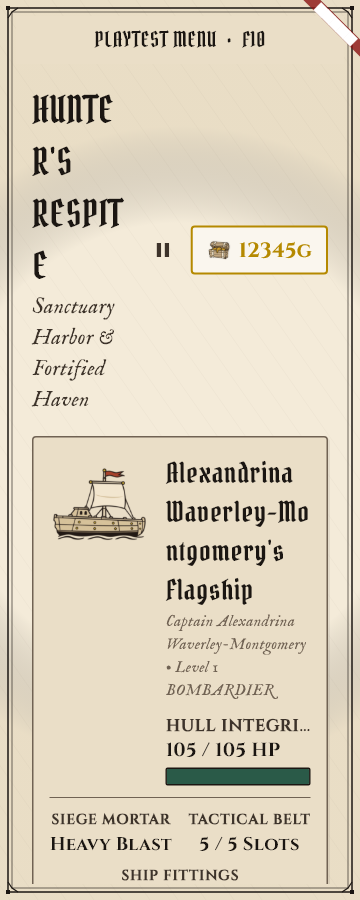 PLAYTEST MENU • F10
HUNTE
R'S
RESPIT
E
12345G
Sanctuary
Harbor &
Fortified
Haven
Alexandrina
Waverley-Mo
ntgomery's
Flagship
Captain Alexandrina
Waverley-Montgomery
• Level 1
BOMBARDIER
HULL INTEGRI...
105 / 105 HP
SIEGE MORTAR TACTICAL BELT
HEAVY BLAST 5 / 5 SLOTS
SHIP FITTINGS